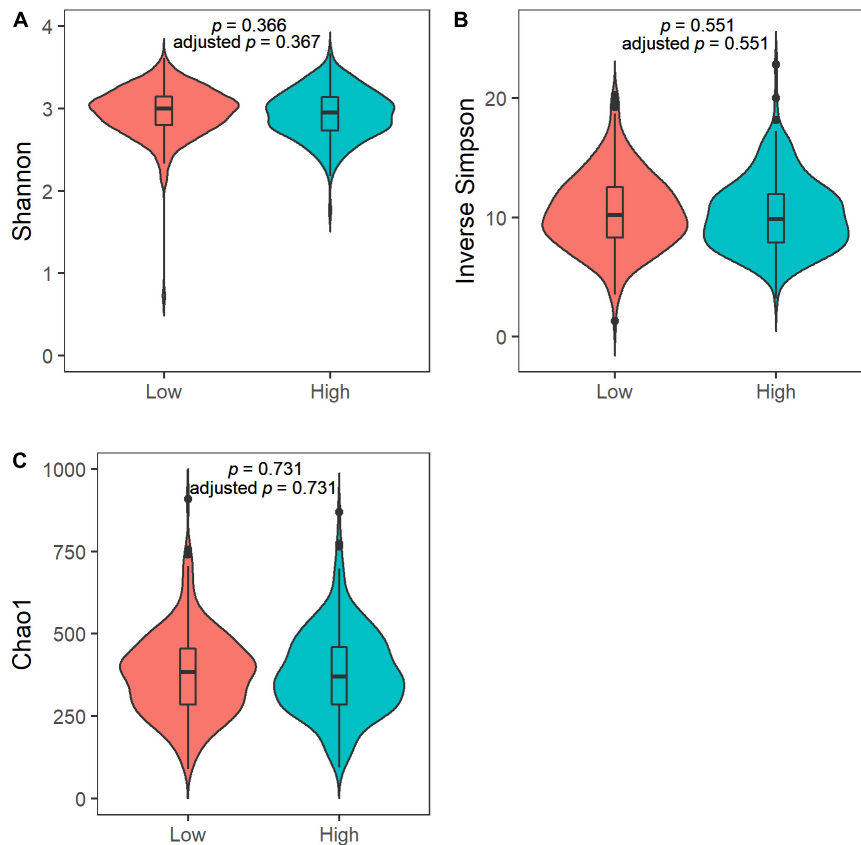 A
p = 0.366
adjusted p = 0.367
4
3
2
1
0
Shannon
Low
High
B
p = 0.551
adjusted p = 0.551
20
10
0
Inverse Simpson
Low
High
C
p = 0.731
adjusted p = 0.731
1000
750
500
250
0
Chao1
Low
High